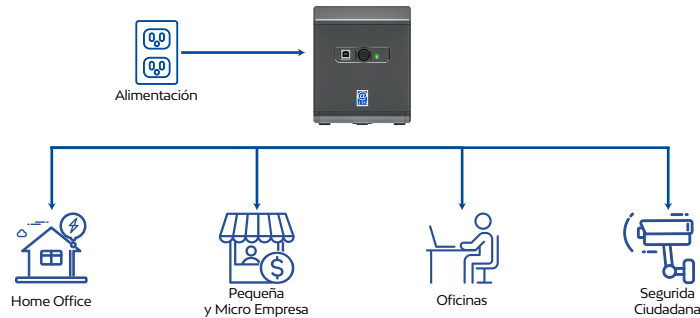 Alimentación
Home Office
Pequeña
y Micro Empresa
Oficinas
Segurida
Ciudadana
$